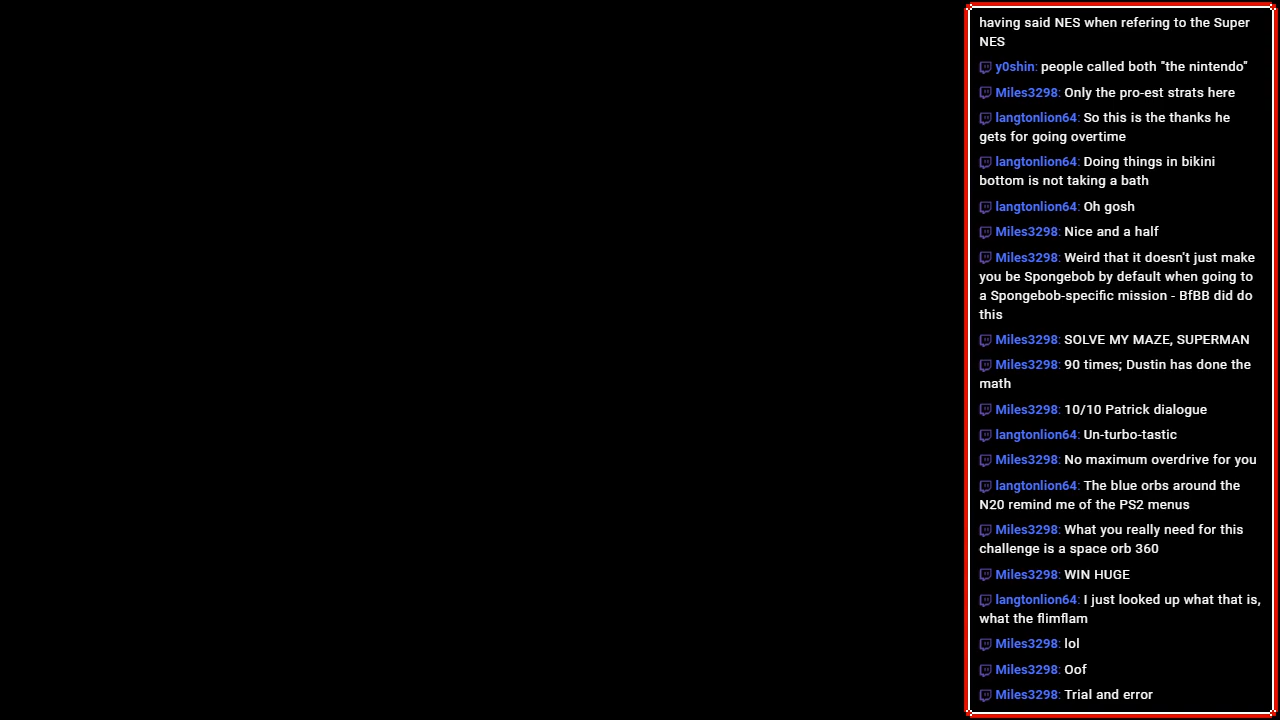 having said NES when refering to the Super
NES
y0shin: people called both "the nintendo"
Miles3298: Only the pro-est strats here
langtonlion64: So this is the thanks he
gets for going overtime
langtonlion64: Doing things in bikini
bottom is not taking a bath
langtonlion64: Oh gosh
Miles3298: Nice and a half
Miles3298: Weird that it doesn't just make
you be Spongebob by default when going to
a Spongebob-specific mission - BfBB did do
this
Miles3298: SOLVE MY MAZE, SUPERMAN
Miles3298: 90 times; Dustin has done the
math
Miles3298: 10/10 Patrick dialogue
langtonlion64: Un-turbo-tastic
Miles3298: No maximum overdrive for you
langtonlion64: The blue orbs around the
N20 remind me of the PS2 menus
Miles3298: What you really need for this
challenge is a space orb 360
Miles3298: WIN HUGE
langtonlion64: I just looked up what that is,
what the flimflam
Miles3298: lol
Miles3298: Oof
Miles3298: Trial and error